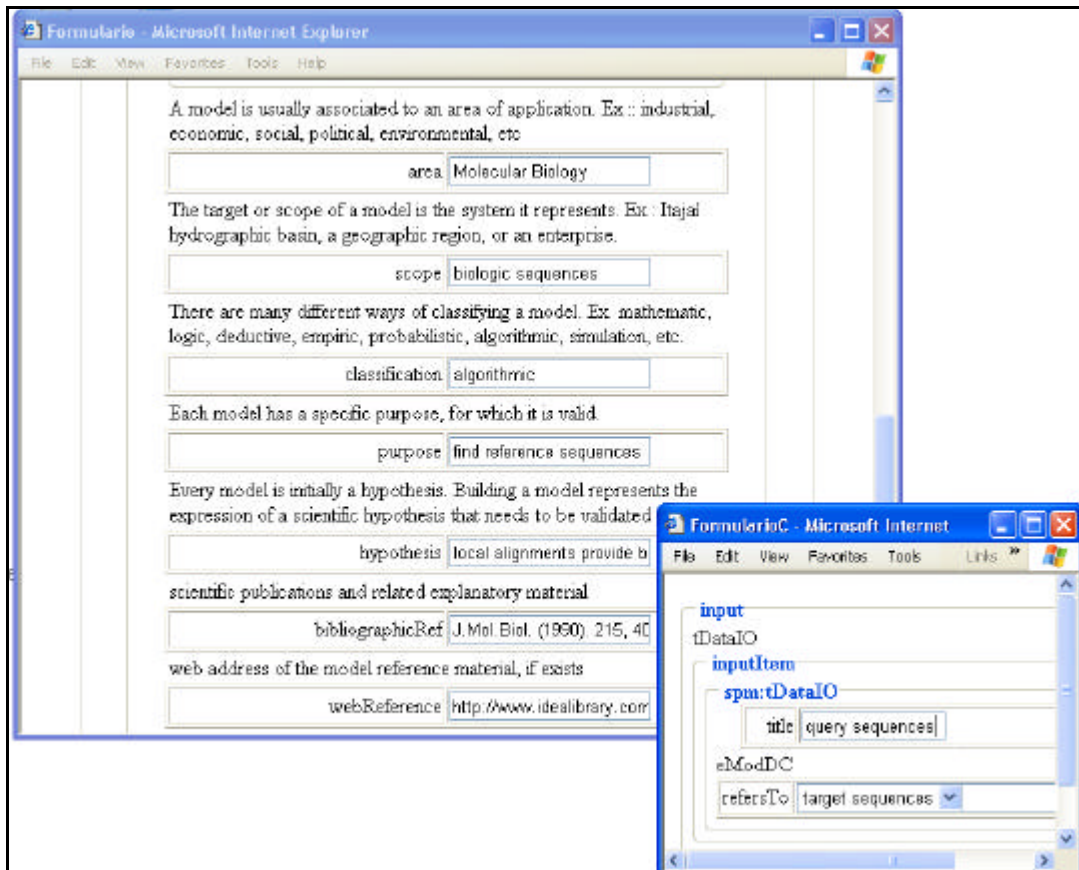 Formulario - Microsoft Internet Explorer
File Edit View Favorites Tools Help
A model is usually associated to an area of application. Ex.: industrial,
economic, social, political, environmental, etc
area Molecular Biology
The target or scope of a model is the system it represents. Ex.: Itajaí
hydrographic basin, a geographic region, or an enterprise.
scope biologic sequences
There are many different ways of classifying a model. Ex. mathematic,
logic, deductive, empiric, probabilistic, algorithmic, simulation, etc.
classification algorithmic
Each model has a specific purpose, for which it is valid.
purpose find reference sequences
Every model is initially a hypothesis. Building a model represents the
expression of a scientific hypothesis that needs to be validated
hypothesis local alignments provide b
scientific publications and related explanatory material
bibliographicRef J.Mol.Biol. (1990), 215, 40
web address of the model reference material, if exists
webReference http://www.idealibrary.com
FormularioC - Microsoft Internet
File Edit View Favorites Tools Links »
input
tDataIO
inputItem
spm:tDataIO
title query sequences
eModDC
refersTo target sequences